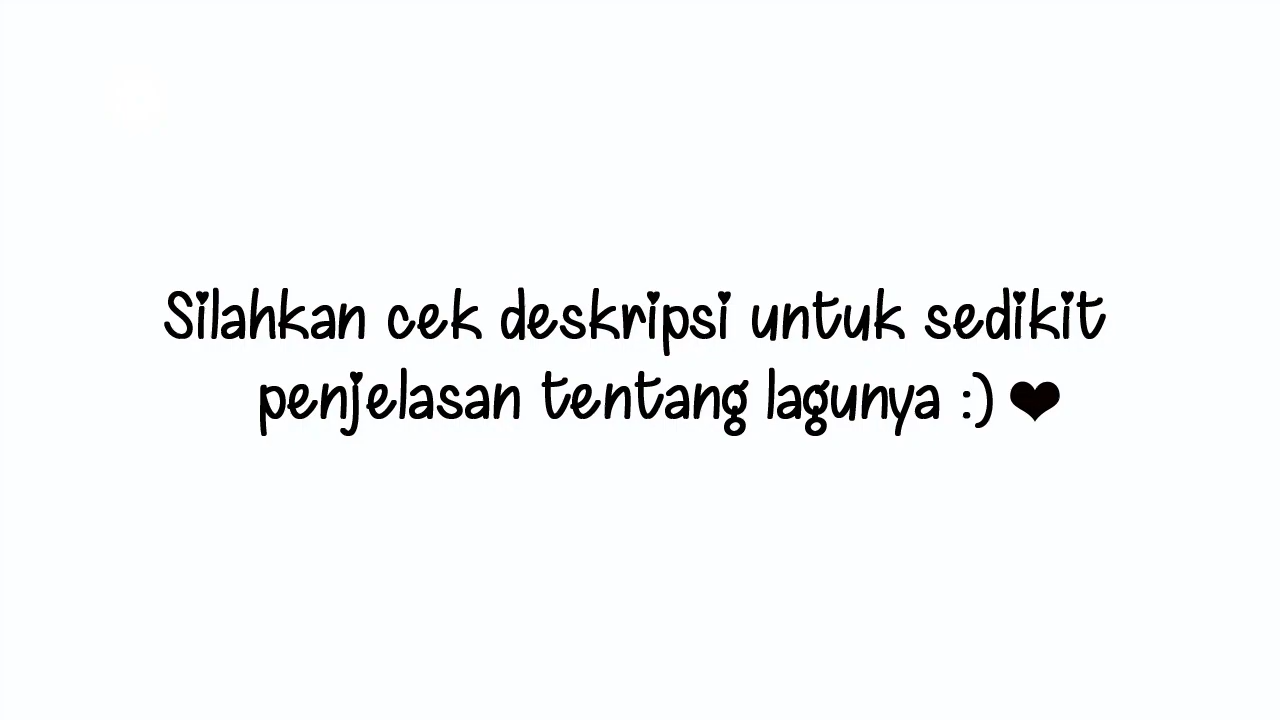 Silahkan cek deskripsi untuk sedikit
penjelasan tentang lagunya :) ❤